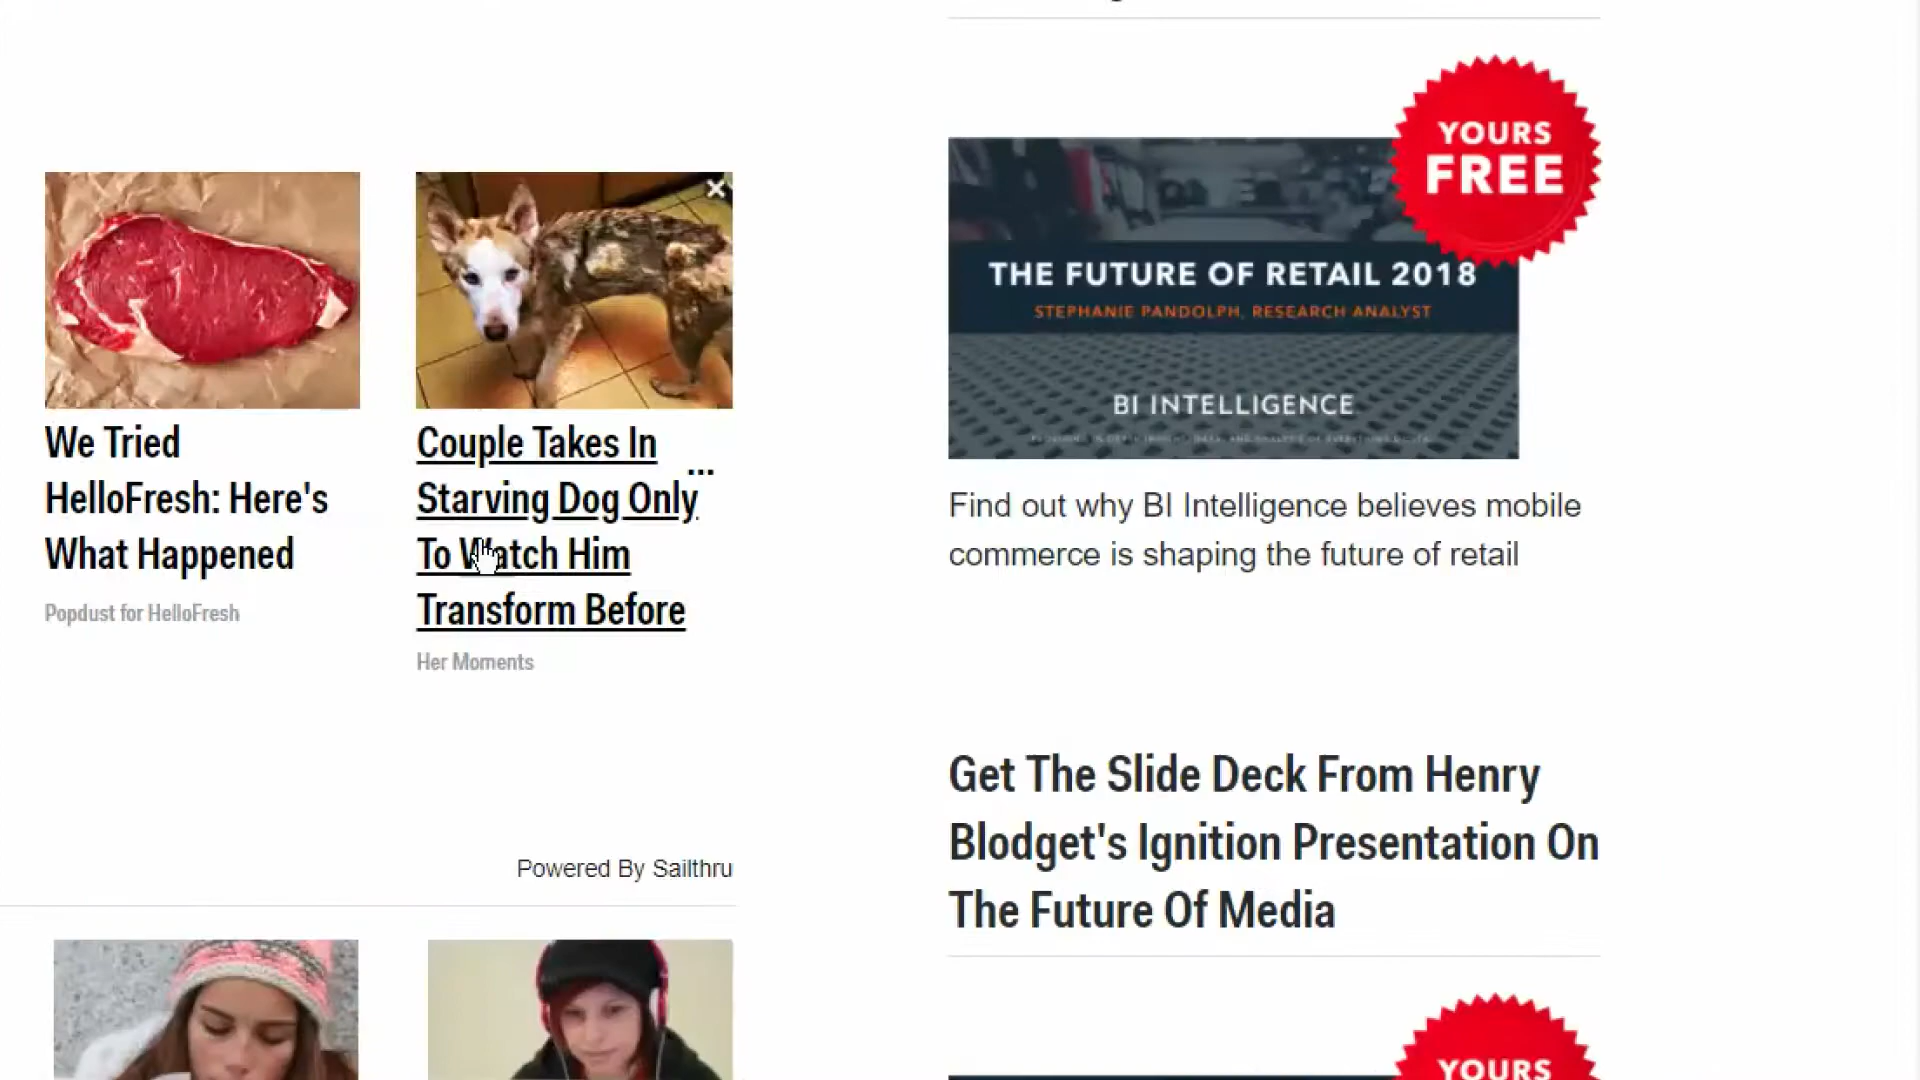 We Tried
HelloFresh: Here's
What Happened
Popdust for HelloFresh
Couple Takes In
Starving Dog Only
To Watch Him
Transform Before
...
Her Moments
Powered By Sailthru
YOURS
FREE
THE FUTURE OF RETAIL 2018
STEPHANIE PANDOLPH, RESEARCH ANALYST
BI INTELLIGENCE
Find out why BI Intelligence believes mobile
commerce is shaping the future of retail
Get The Slide Deck From Henry
Blodget's Ignition Presentation On
The Future Of Media
YOURS